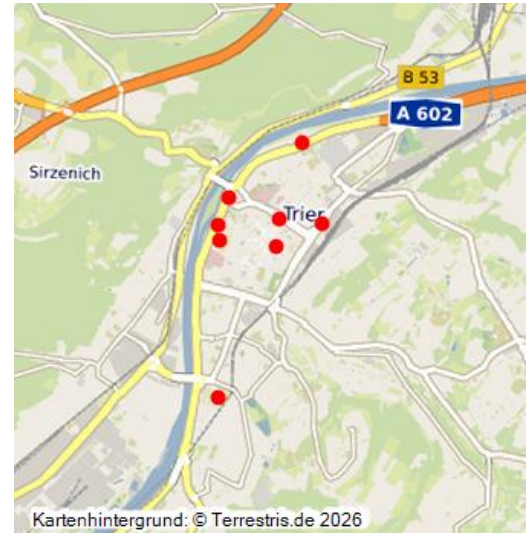 B 53
A 602
Sirzenich
Trier
Kartenhintergrund: © Terrestris.de 2026